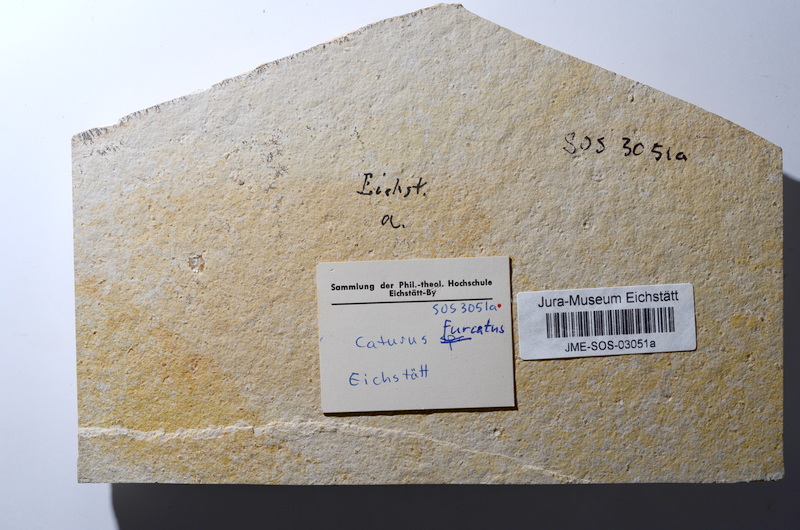 SOS 3051a
Eichst.
a.
Sammlung der Phil.-theol. Hochschule
Eichstätt-By
SOS 3051a
furcatus
Caturus sp
Eichstätt
Jura-Museum Eichstätt
JME-SOS-03051a